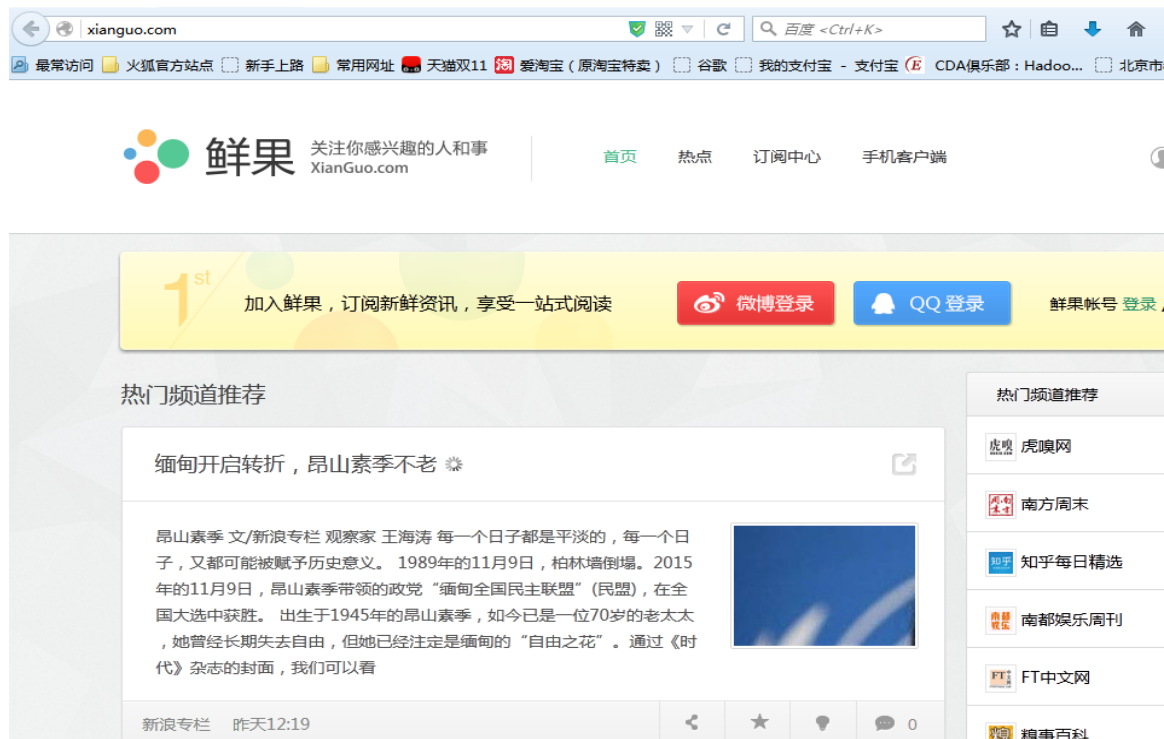 xianguo.com
百度 <Ctrl+K>
最常访问 火狐官方站点 新手上路 常用网址 天猫双11 爱淘宝（原淘宝特卖） 谷歌 我的支付宝 - 支付宝 CDA俱乐部：Hadoo... 北京市
鲜果
关注你感兴趣的人和事
XianGuo.com
首页 热点 订阅中心 手机客户端
1st
加入鲜果，订阅新鲜资讯，享受一站式阅读
微博登录
QQ 登录
鲜果帐号 登录
热门频道推荐
缅甸开启转折，昂山素季不老
昂山素季 文/新浪专栏 观察家 王海涛 每一个日子都是平淡的，每一个日
子，又都可能被赋予历史意义。 1989年的11月9日，柏林墙倒塌。2015
年的11月9日，昂山素季带领的政党“缅甸全国民主联盟”(民盟)，在全
国大选中获胜。 出生于1945年的昂山素季，如今已是一位70岁的老太太
，她曾经长期失去自由，但她已经注定是缅甸的“自由之花”。通过《时
代》杂志的封面，我们可以看
新浪专栏 昨天12:19
0
热门频道推荐
虎嗅网
南方周末
知乎 知乎每日精选
南都娱乐周刊
FT FT中文网
糗事百科